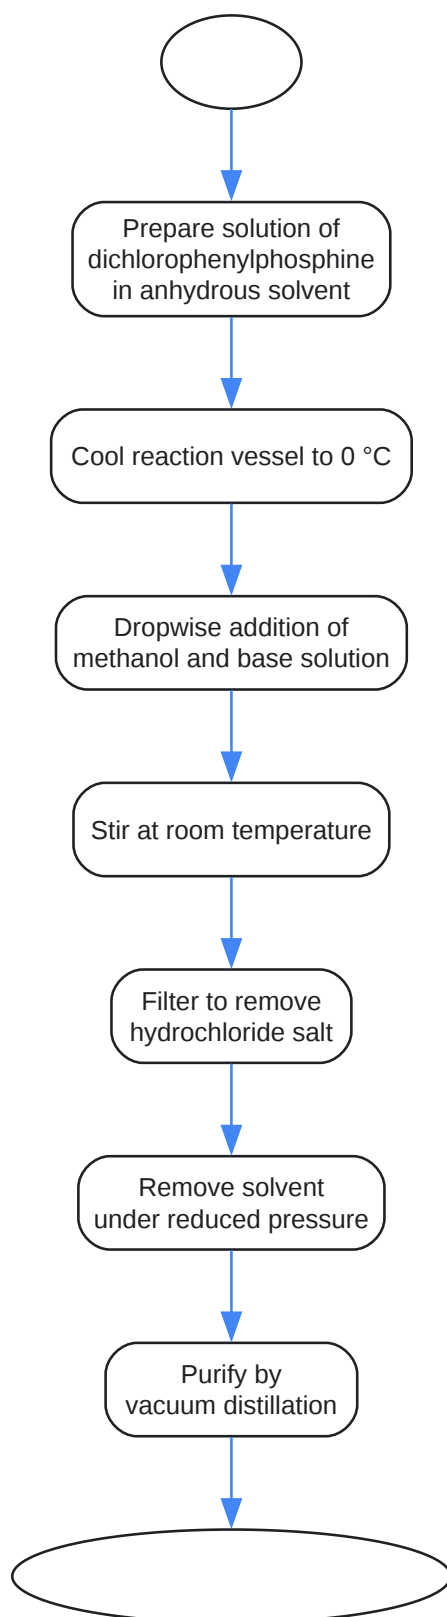 Prepare solution of
dichlorophenylphosphine
in anhydrous solvent
Cool reaction vessel to 0 °C
Dropwise addition of
methanol and base solution
Stir at room temperature
Filter to remove
hydrochloride salt
Remove solvent
under reduced pressure
Purify by
vacuum distillation